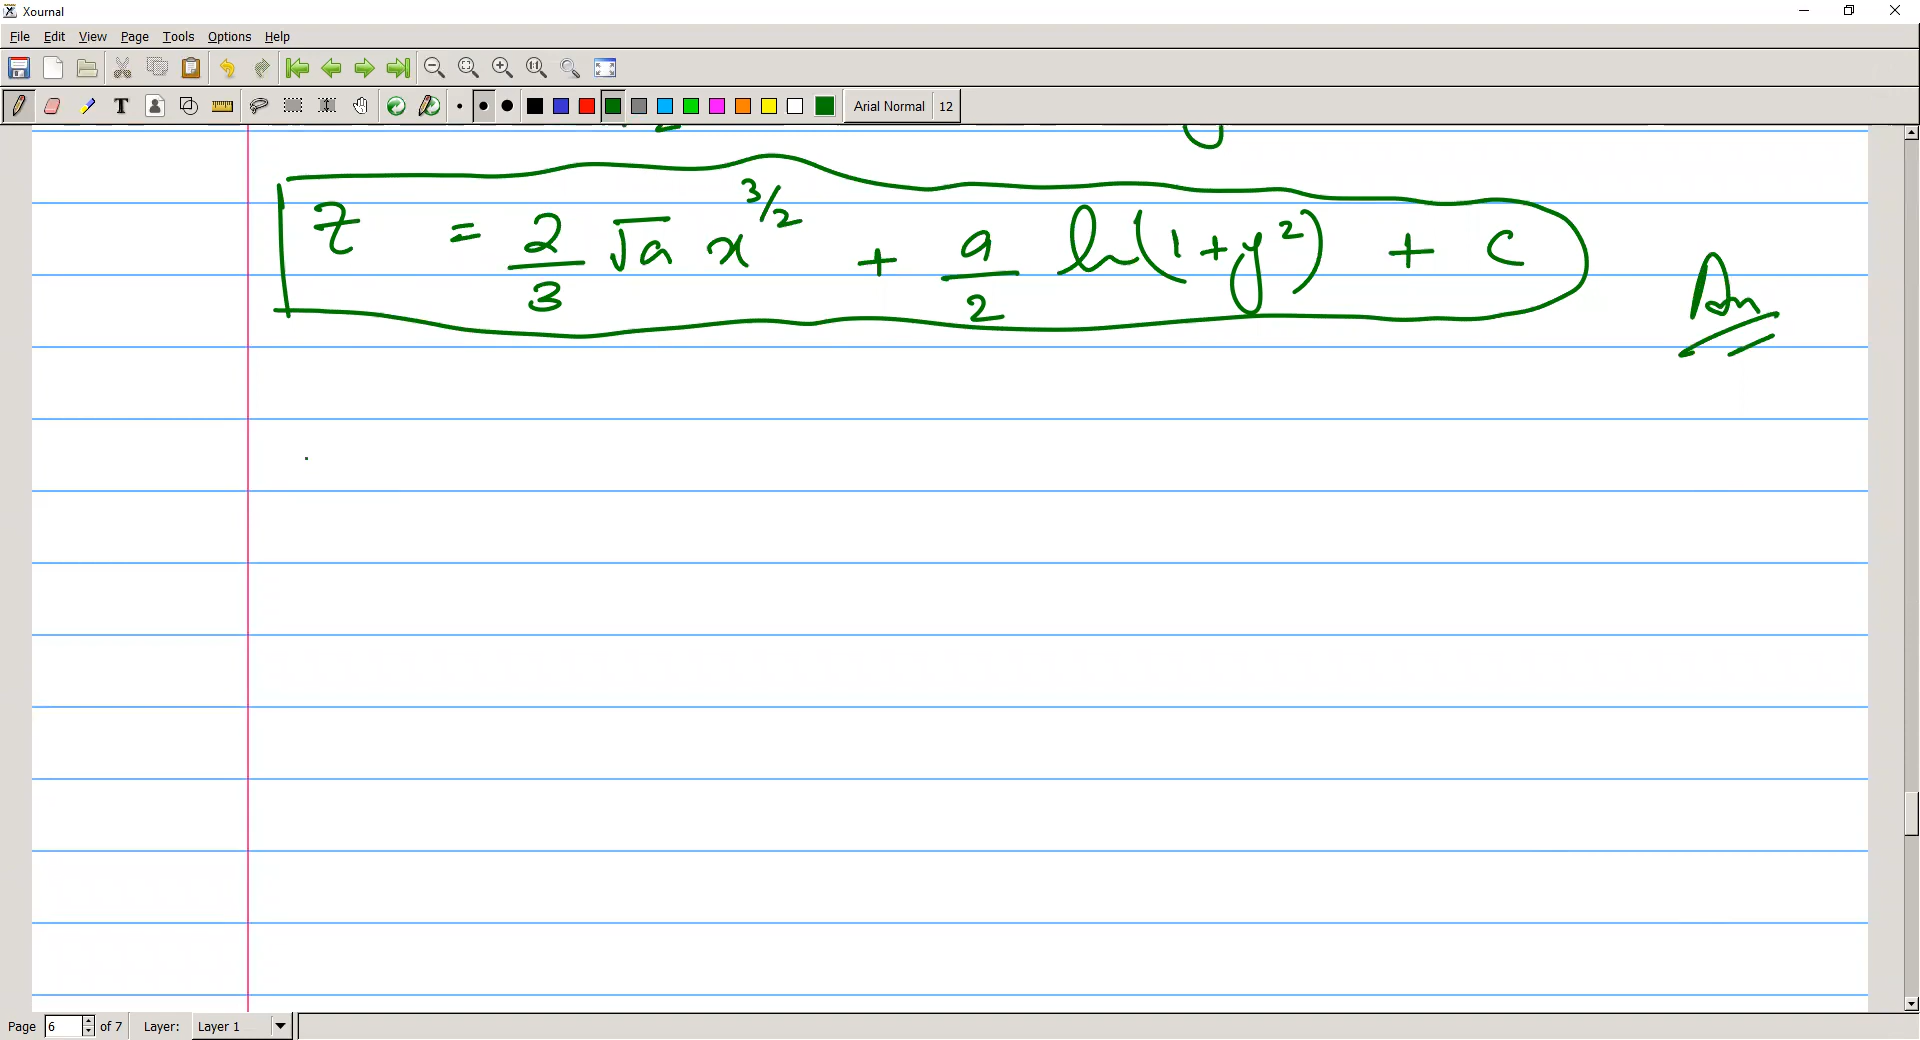 Xournal
File Edit View Page Tools Options Help
T Arial Normal 12
z = 2/3 √a x^3/2 + a/2 ln(1+y²) + c
An
Page 6 of 7 Layer: Layer 1